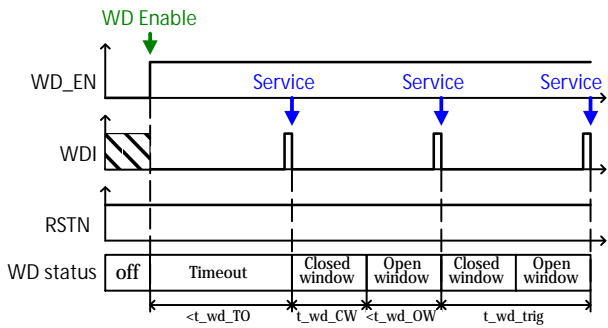 WD Enable
WD_EN
Service
Service
Service
WDI
RSTN
WD status
off
Timeout
Closed
window
Open
window
Closed
window
Open
window
<t_wd_TO
t_wd_CW
<t_wd_OW
t_wd_trig